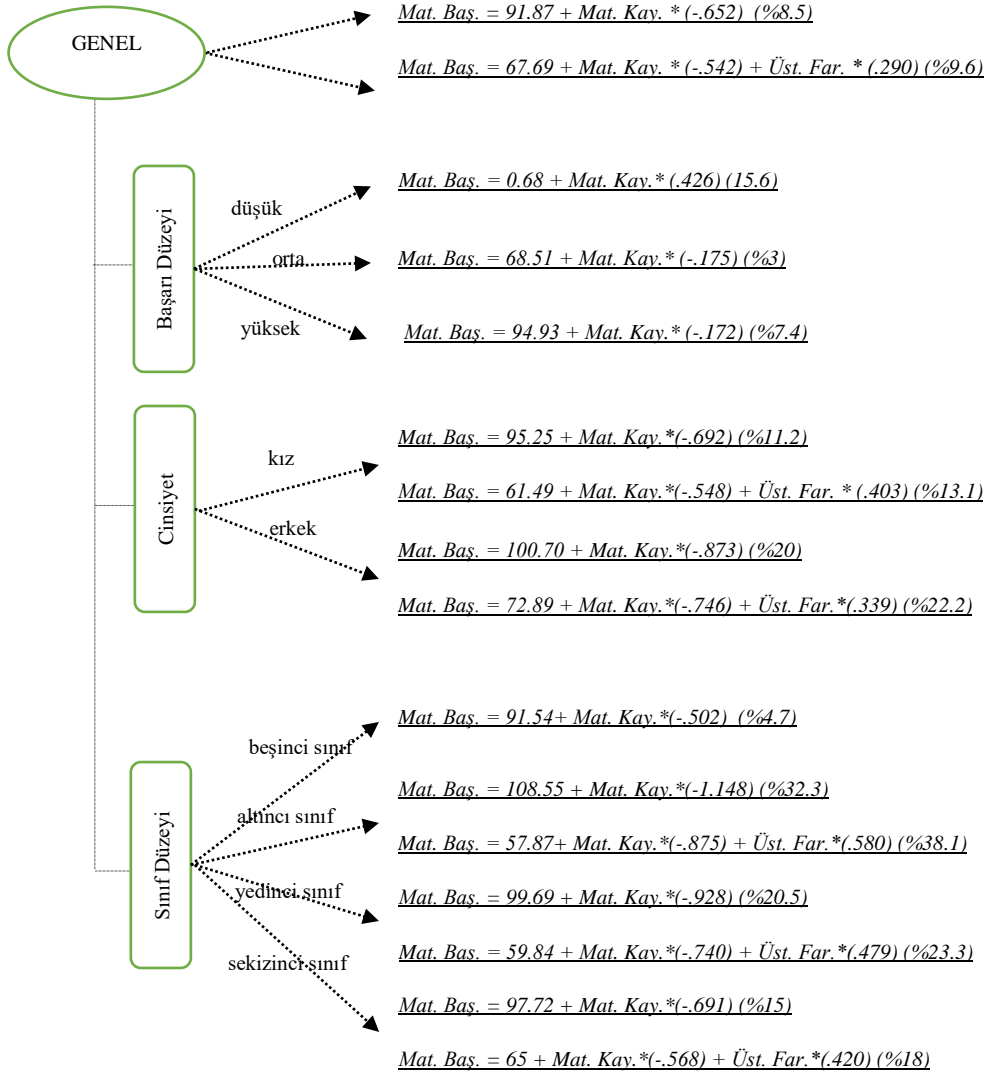 GENEL
Mat. Baş. = 91.87 + Mat. Kay. * (-.652) (%8.5)
Mat. Baş. = 67.69 + Mat. Kay. * (-.542) + Üst. Far. * (.290) (%9.6)
Başarı Düzeyi
düşük
Mat. Baş. = 0.68 + Mat. Kay.* (.426) (15.6)
orta
Mat. Baş. = 68.51 + Mat. Kay.* (-.175) (%3)
yüksek
Mat. Baş. = 94.93 + Mat. Kay.* (-.172) (%7.4)
Cinsiyet
kız
Mat. Baş. = 95.25 + Mat. Kay.*(-.692) (%11.2)
Mat. Baş. = 61.49 + Mat. Kay.*(-.548) + Üst. Far. * (.403) (%13.1)
erkek
Mat. Baş. = 100.70 + Mat. Kay.*(-.873) (%20)
Mat. Baş. = 72.89 + Mat. Kay.*(-.746) + Üst. Far.*(.339) (%22.2)
Sınıf Düzeyi
beşinci sınıf
Mat. Baş. = 91.54+ Mat. Kay.*(-.502) (%4.7)
altıncı sınıf
Mat. Baş. = 108.55 + Mat. Kay.*(-1.148) (%32.3)
Mat. Baş. = 57.87+ Mat. Kay.*(-.875) + Üst. Far.*(.580) (%38.1)
yedinci sınıf
Mat. Baş. = 99.69 + Mat. Kay.*(-.928) (%20.5)
Mat. Baş. = 59.84 + Mat. Kay.*(-.740) + Üst. Far.*(.479) (%23.3)
sekizinci sınıf
Mat. Baş. = 97.72 + Mat. Kay.*(-.691) (%15)
Mat. Baş. = 65 + Mat. Kay.*(-.568) + Üst. Far.*(.420) (%18)